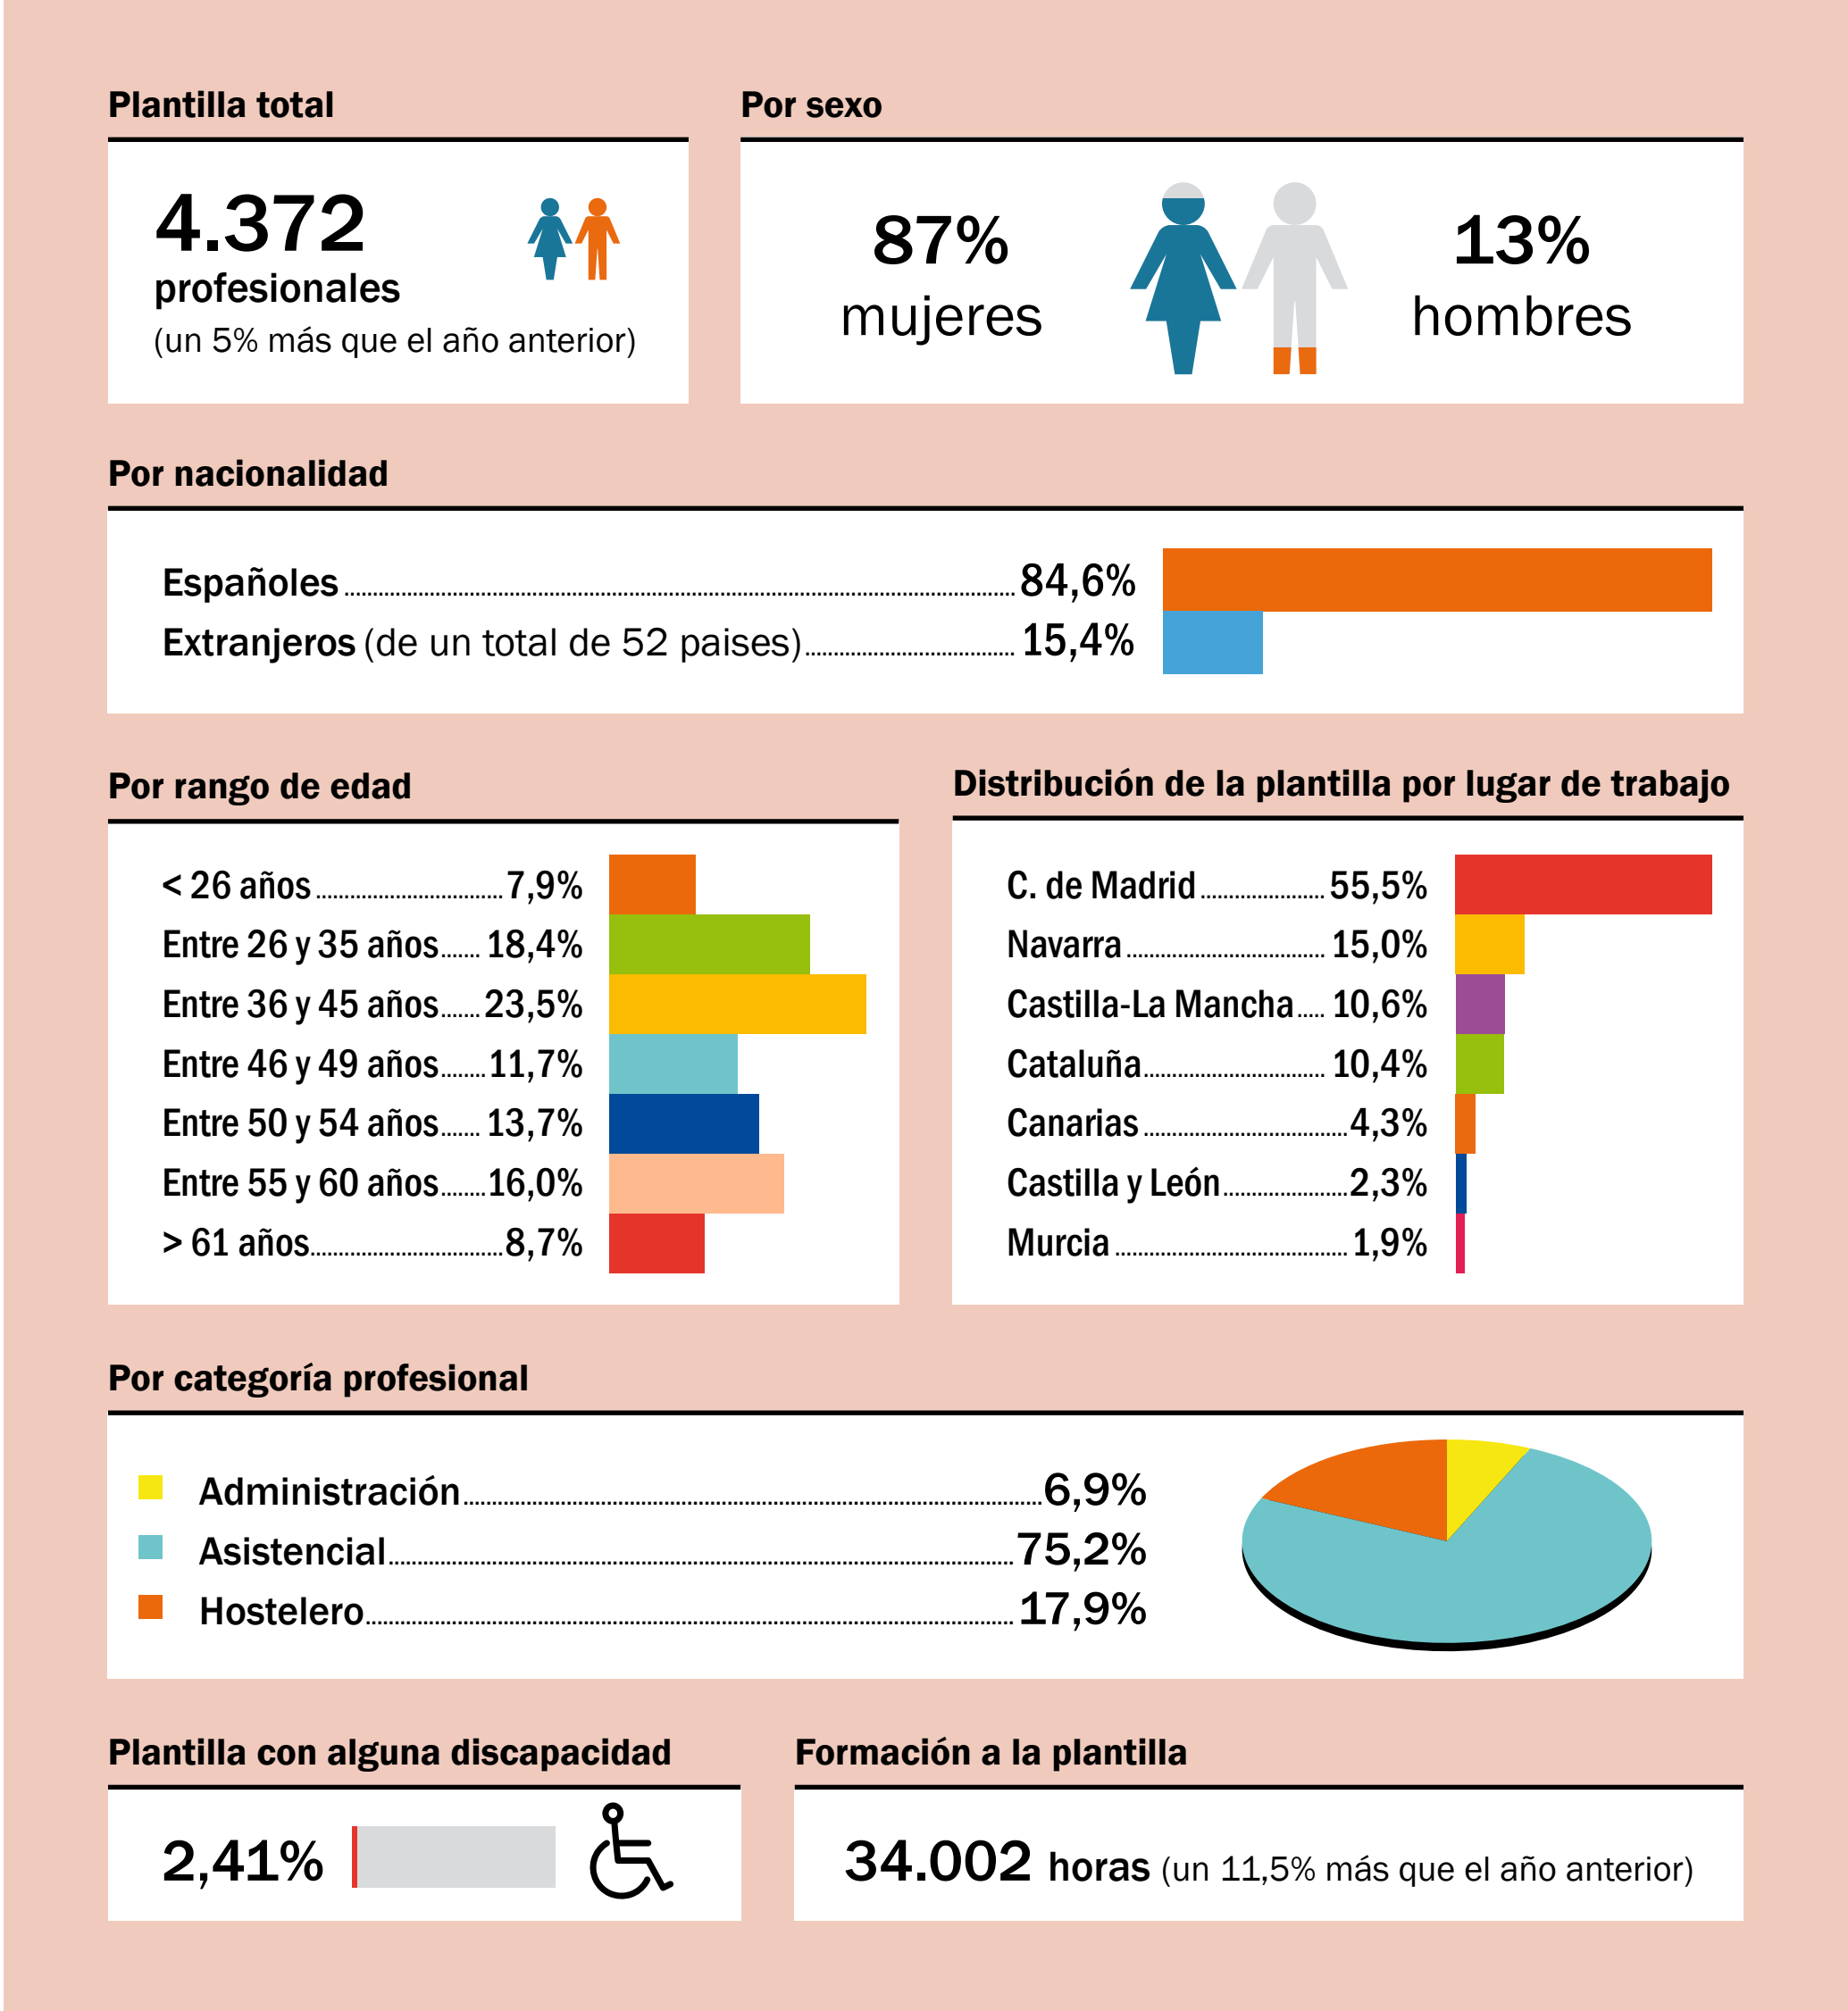 Plantilla total
4.372
profesionales
(un 5% más que el año anterior)
Por sexo
87%
mujeres
13%
hombres
Por nacionalidad
Españoles 84,6%
Extranjeros (de un total de 52 paises) 15,4%
Por rango de edad
< 26 años 7,9%
Entre 26 y 35 años 18,4%
Entre 36 y 45 años 23,5%
Entre 46 y 49 años 11,7%
Entre 50 y 54 años 13,7%
Entre 55 y 60 años 16,0%
> 61 años 8,7%
Distribución de la plantilla por lugar de trabajo
C. de Madrid 55,5%
Navarra 15,0%
Castilla-La Mancha 10,6%
Cataluña 10,4%
Canarias 4,3%
Castilla y León 2,3%
Murcia 1,9%
Por categoría profesional
Administración 6,9%
Asistencial 75,2%
Hostelero 17,9%
Plantilla con alguna discapacidad
2,41%
Formación a la plantilla
34.002 horas (un 11,5% más que el año anterior)